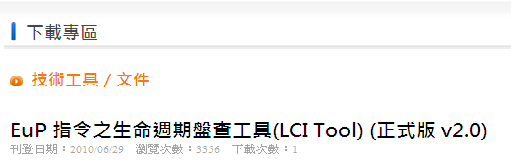 下載專區
技術工具 / 文件
EuP 指令之生命週期盤查工具(LCI Tool) (正式版 v2.0)
刊登日期：2010/06/29 瀏覽次數：3356 下載次數：1